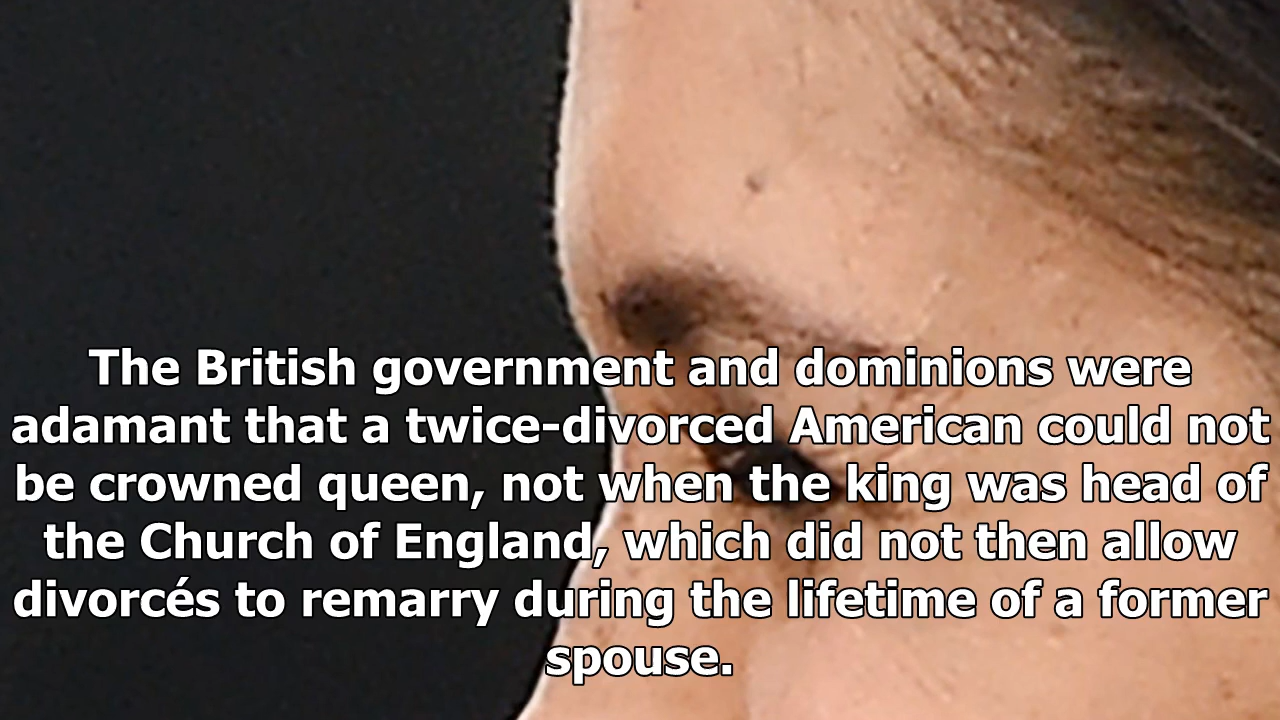 The British government and dominions were
adamant that a twice-divorced American could not
be crowned queen, not when the king was head of
the Church of England, which did not then allow
divorcés to remarry during the lifetime of a former
spouse.